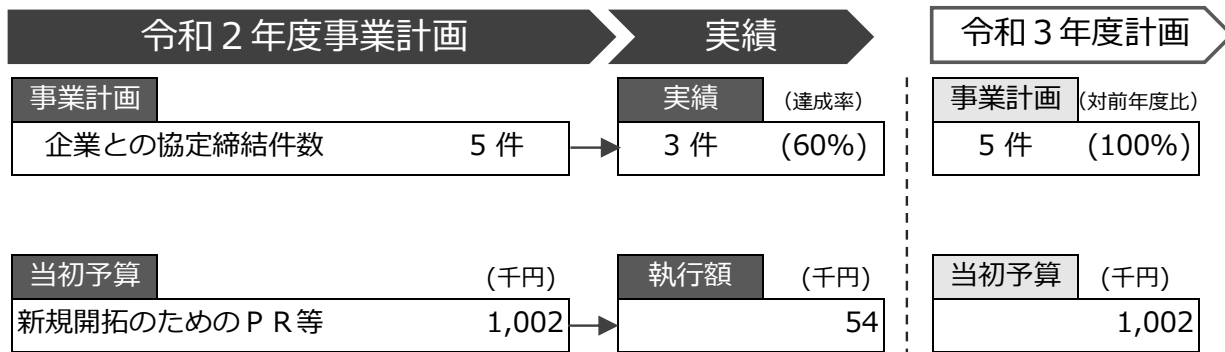 令和２年度事業計画 実績 令和３年度計画
事業計画 実績 (達成率) 事業計画 (対前年度比)
企業との協定締結件数 5 件 3 件 (60%) 5 件 (100%)
当初予算 (千円) 執行額 (千円) 当初予算 (千円)
新規開拓のためのＰＲ等 1,002 54 1,002